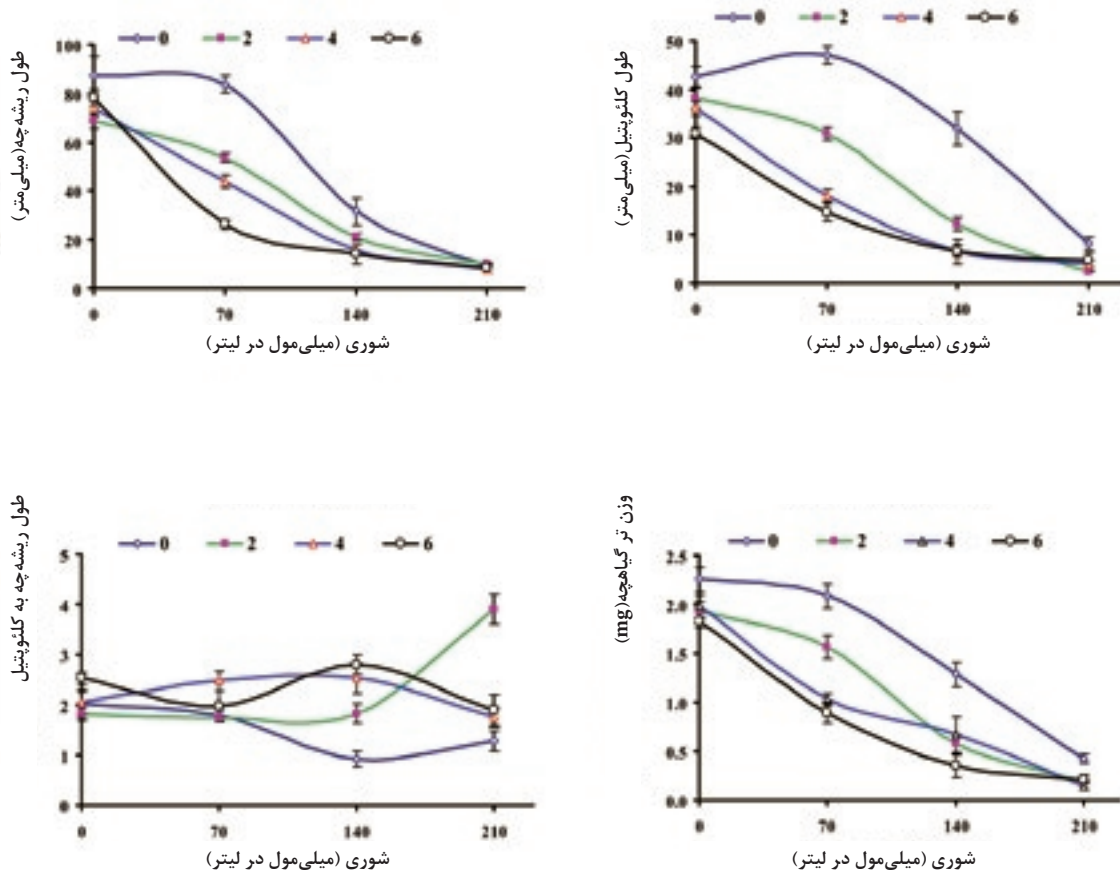 0 2 4 6
طول ریشه‌چه(میلی‌متر)
100
80
60
40
20
0
0 70 140 210
شوری (میلی‌مول در لیتر)
0 2 4 6
طول کلئوپتیل(میلی‌متر)
50
40
30
20
10
0
0 70 140 210
شوری (میلی‌مول در لیتر)
0 2 4 6
طول ریشه‌چه به کلئوپتیل
5
4
3
2
1
0
0 70 140 210
شوری (میلی‌مول در لیتر)
0 2 4 6
وزن تر گیاهچه(mg)
2.5
2.0
1.5
1.0
0.5
0.0
0 70 140 210
شوری (میلی‌مول در لیتر)